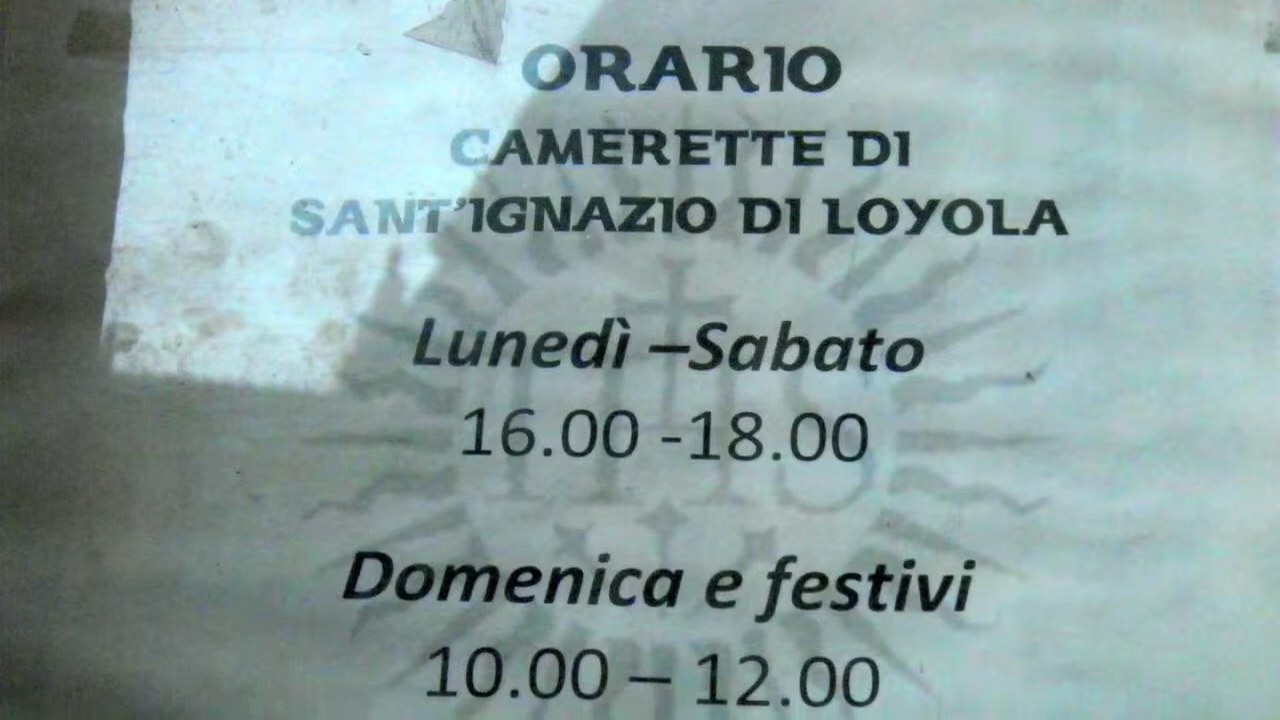 ORARIO
CAMERETTE DI
SANT'IGNAZIO DI LOYOLA
Lunedì –Sabato
16.00 -18.00
Domenica e festivi
10.00 – 12.00
IHS